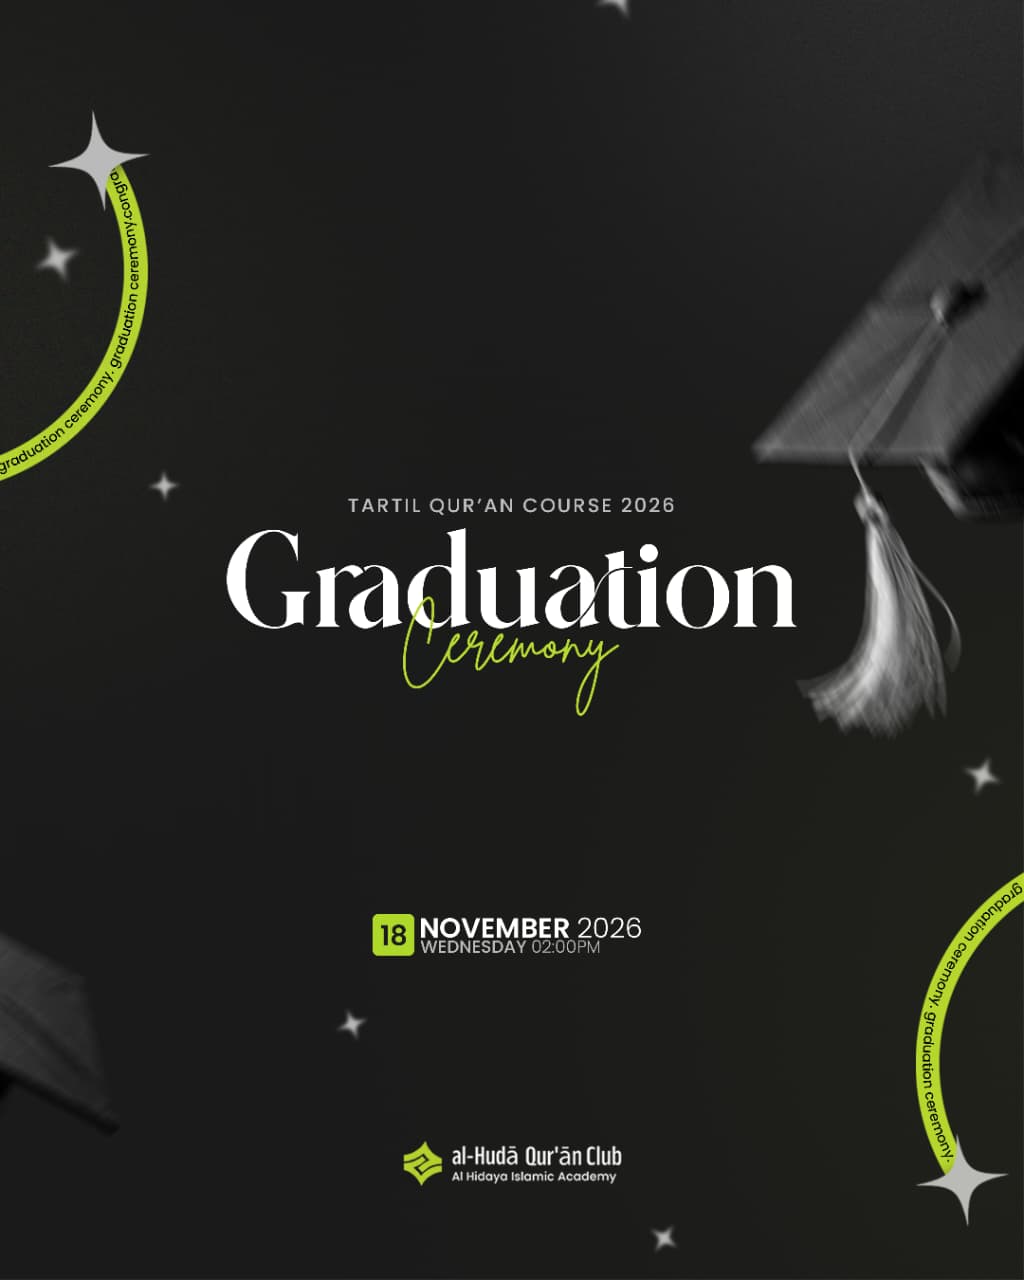 graduation ceremony. graduation ceremony.congra
TARTIL QUR’AN COURSE 2026
Graduation
Ceremony
18 NOVEMBER 2026
WEDNESDAY 02:00PM
graduation ceremony. graduation ceremony.
al-Hudā Qur'ān Club
Al Hidaya Islamic Academy